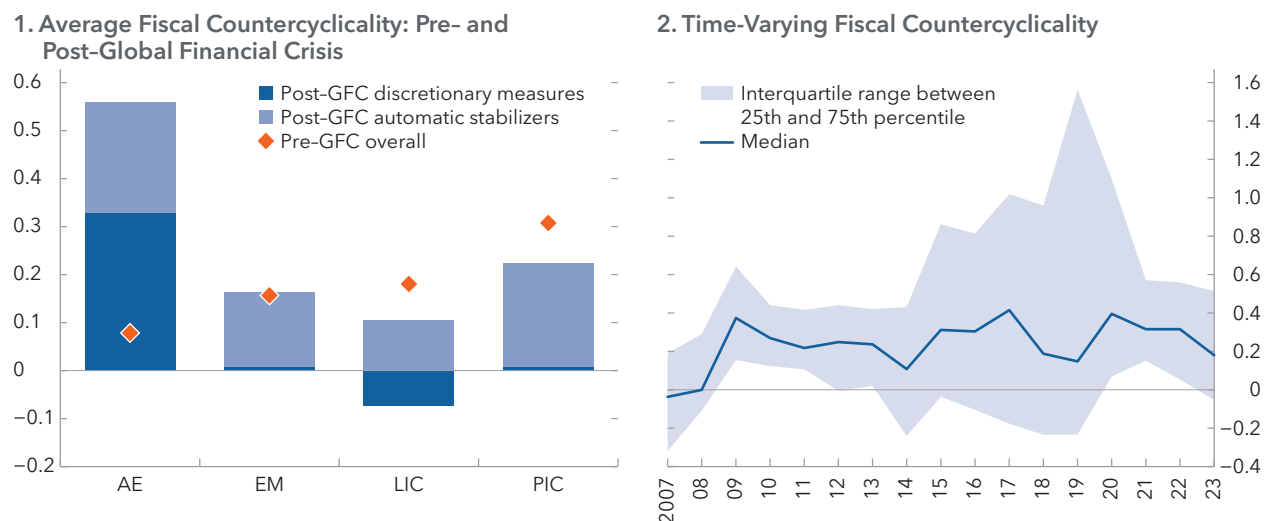 1. Average Fiscal Countercyclicality: Pre– and
Post–Global Financial Crisis
0.6
0.5
0.4
0.3
0.2
0.1
0
–0.1
–0.2
Post–GFC discretionary measures
Post–GFC automatic stabilizers
Pre–GFC overall
AE
EM
LIC
PIC
2. Time-Varying Fiscal Countercyclicality
Interquartile range between
25th and 75th percentile
Median
1.6
1.4
1.2
1.0
0.8
0.6
0.4
0.2
0
–0.2
–0.4
2007
08
09
10
11
12
13
14
15
16
17
18
19
20
21
22
23